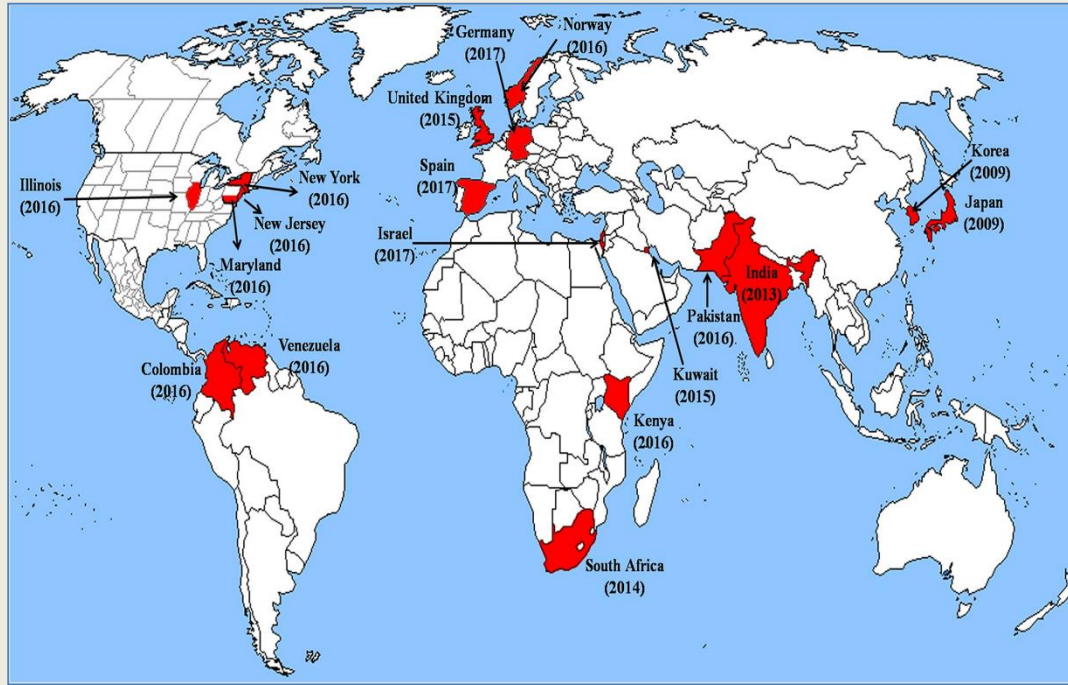 Germany
(2017)
Norway
(2016)
United Kingdom
(2015)
Spain
(2017)
Illinois
(2016)
New York
(2016)
New Jersey
(2016)
Maryland
(2016)
Israel
(2017)
Korea
(2009)
Japan
(2009)
India
(2013)
Pakistan
(2016)
Kuwait
(2015)
Venezuela
(2016)
Colombia
(2016)
Kenya
(2016)
South Africa
(2014)